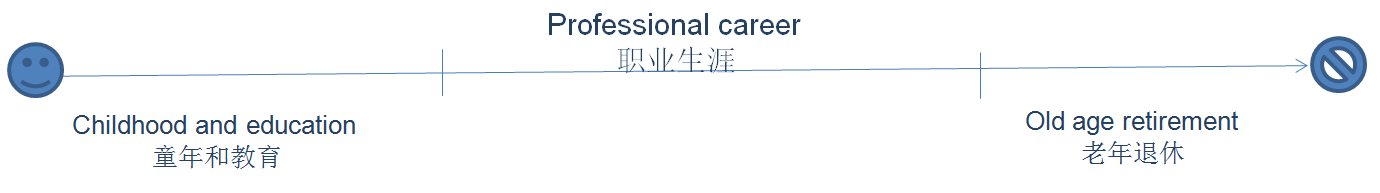 Professional career
职业生涯
Childhood and education
童年和教育
Old age retirement
老年退休